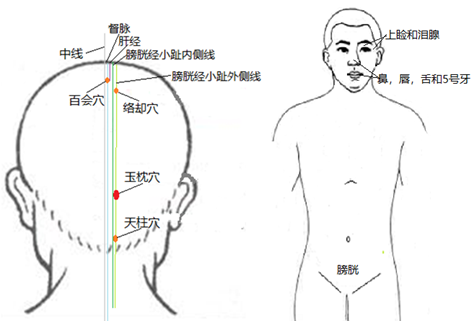 督脉
中线
肝经
膀胱经小趾内侧线
膀胱经小趾外侧线
百会穴
络却穴
玉枕穴
天柱穴
上睑和泪腺
鼻，唇，舌和5号牙
膀胱